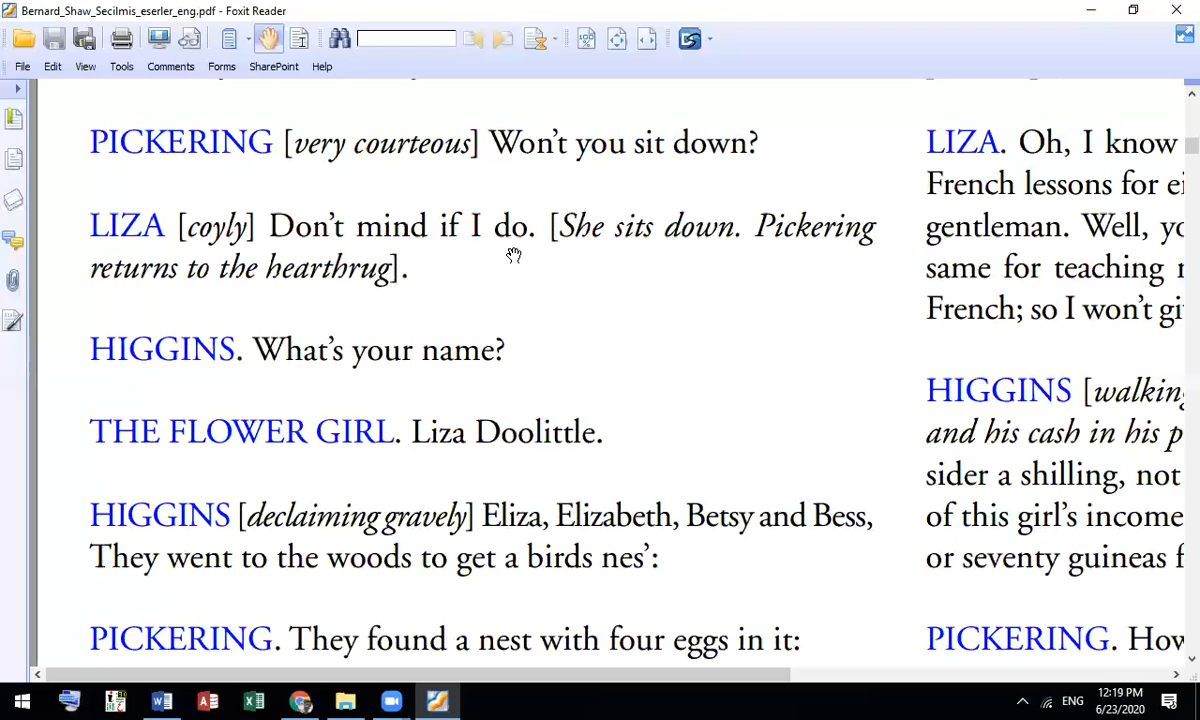 Bernard_Shaw_Secilmis_eserler_eng.pdf - Foxit Reader
File Edit View Tools Comments Forms SharePoint Help
PICKERING [very courteous] Won't you sit down?
LIZA [coyly] Don't mind if I do. [She sits down. Pickering
returns to the hearthrug].
HIGGINS. What's your name?
THE FLOWER GIRL. Liza Doolittle.
HIGGINS [declaiming gravely] Eliza, Elizabeth, Betsy and Bess,
They went to the woods to get a birds nes':
PICKERING. They found a nest with four eggs in it:
LIZA. Oh, I know
French lessons for ei
gentleman. Well, yo
same for teaching
French; so I won't gi
HIGGINS [walking
and his cash in his p
sider a shilling, not
of this girl's income
or seventy guineas f
PICKERING. How
ENG
12:19 PM
6/23/2020